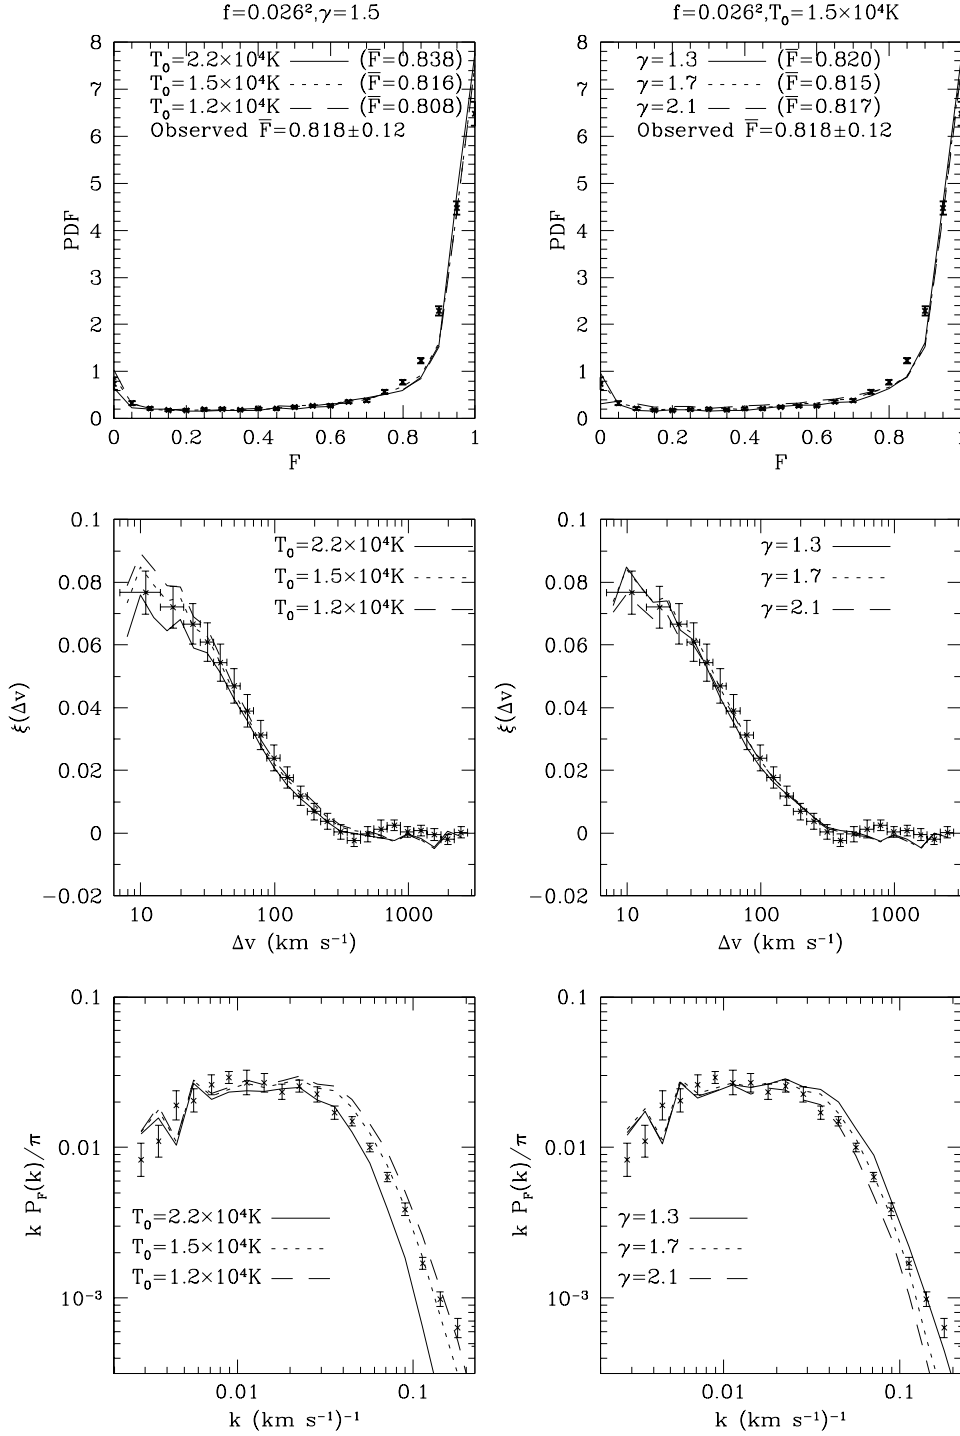 f=0.026²,γ=1.5
T₀=2.2×10⁴K (F̅=0.838)
T₀=1.5×10⁴K (F̅=0.816)
T₀=1.2×10⁴K (F̅=0.808)
Observed F̅=0.818±0.12
8
7
6
5
4
3
2
1
0
PDF
0 0.2 0.4 0.6 0.8 1
F
f=0.026²,T₀=1.5×10⁴K
γ=1.3 (F̅=0.820)
γ=1.7 (F̅=0.815)
γ=2.1 (F̅=0.817)
Observed F̅=0.818±0.12
8
7
6
5
4
3
2
1
0
PDF
0 0.2 0.4 0.6 0.8 1
F
T₀=2.2×10⁴K
T₀=1.5×10⁴K
T₀=1.2×10⁴K
0.1
0.08
0.06
0.04
0.02
0
−0.02
ξ(Δv)
10 100 1000
Δv (km s⁻¹)
γ=1.3
γ=1.7
γ=2.1
0.1
0.08
0.06
0.04
0.02
0
−0.02
ξ(Δv)
10 100 1000
Δv (km s⁻¹)
0.1
0.01
10⁻³
k P_F(k)/π
T₀=2.2×10⁴K
T₀=1.5×10⁴K
T₀=1.2×10⁴K
0.01 0.1
k (km s⁻¹)⁻¹
0.1
0.01
10⁻³
k P_F(k)/π
γ=1.3
γ=1.7
γ=2.1
0.01 0.1
k (km s⁻¹)⁻¹